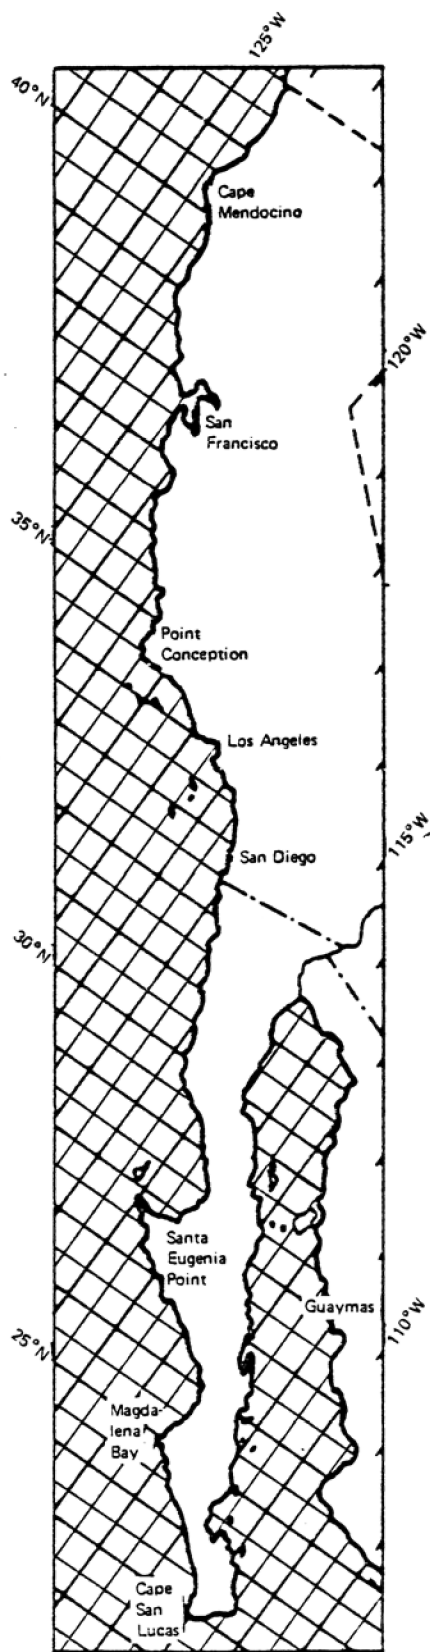 125°W
40°N
Cape
Mendocino
120°W
San
Francisco
35°N
Point
Conception
Los Angeles
115°W
San Diego
30°N
Santa
Eugenia
Point
Guaymas
110°W
25°N
Magda-
lena
Bay
Cape
San
Lucas